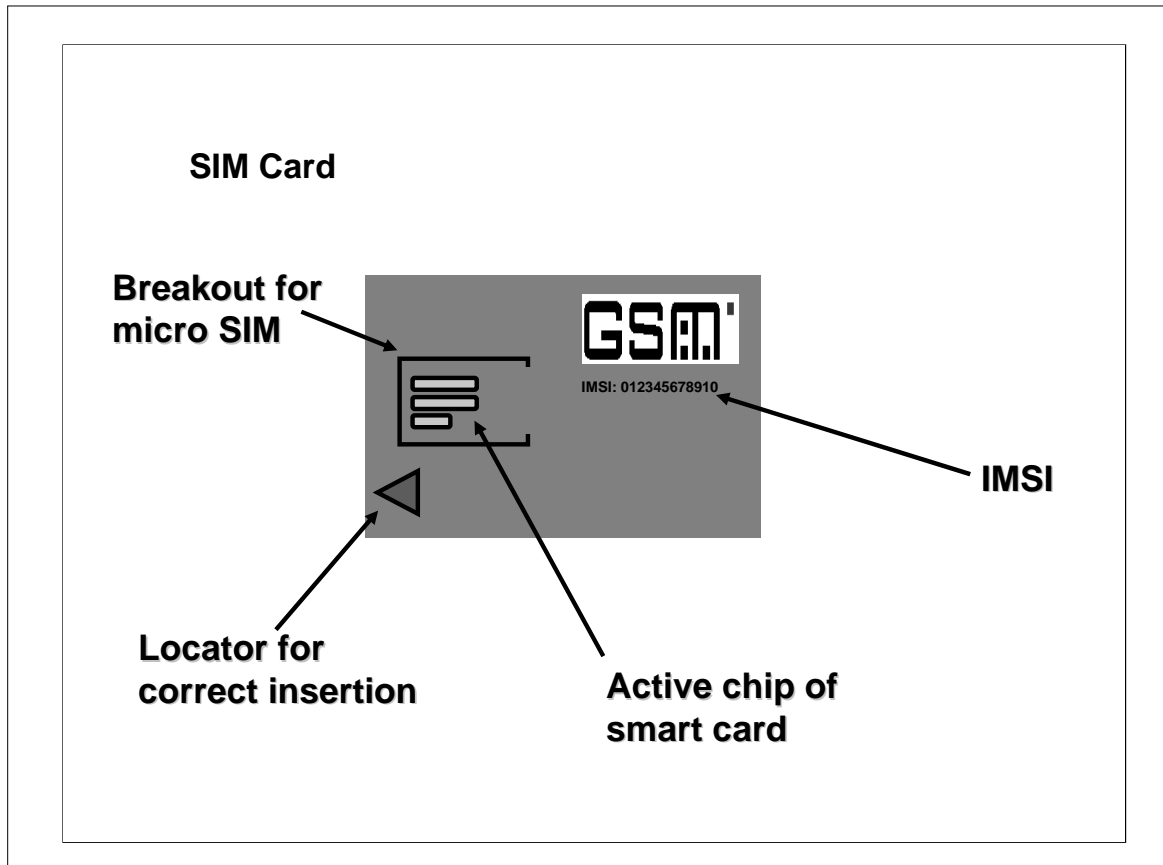 SIM Card
Breakout for
micro SIM
GSM
IMSI: 012345678910
IMSI
Locator for
correct insertion
Active chip of
smart card